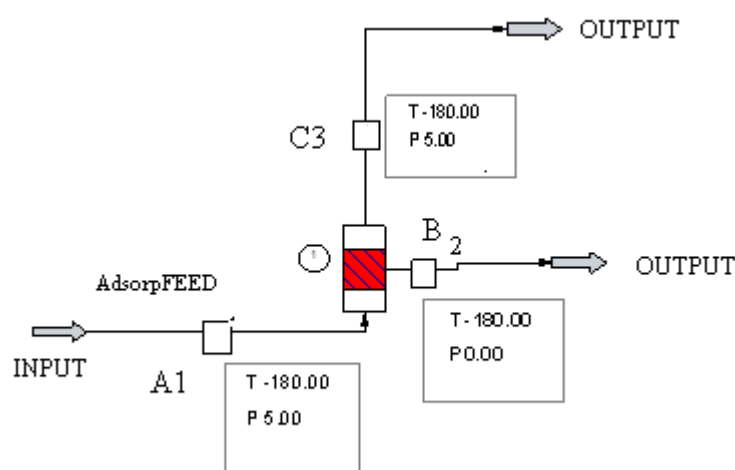 OUTPUT
T -180.00
P 5.00
C3
B 2
1
OUTPUT
AdsorpFEED
T -180.00
P 0.00
INPUT
A1
T -180.00
P 5.00